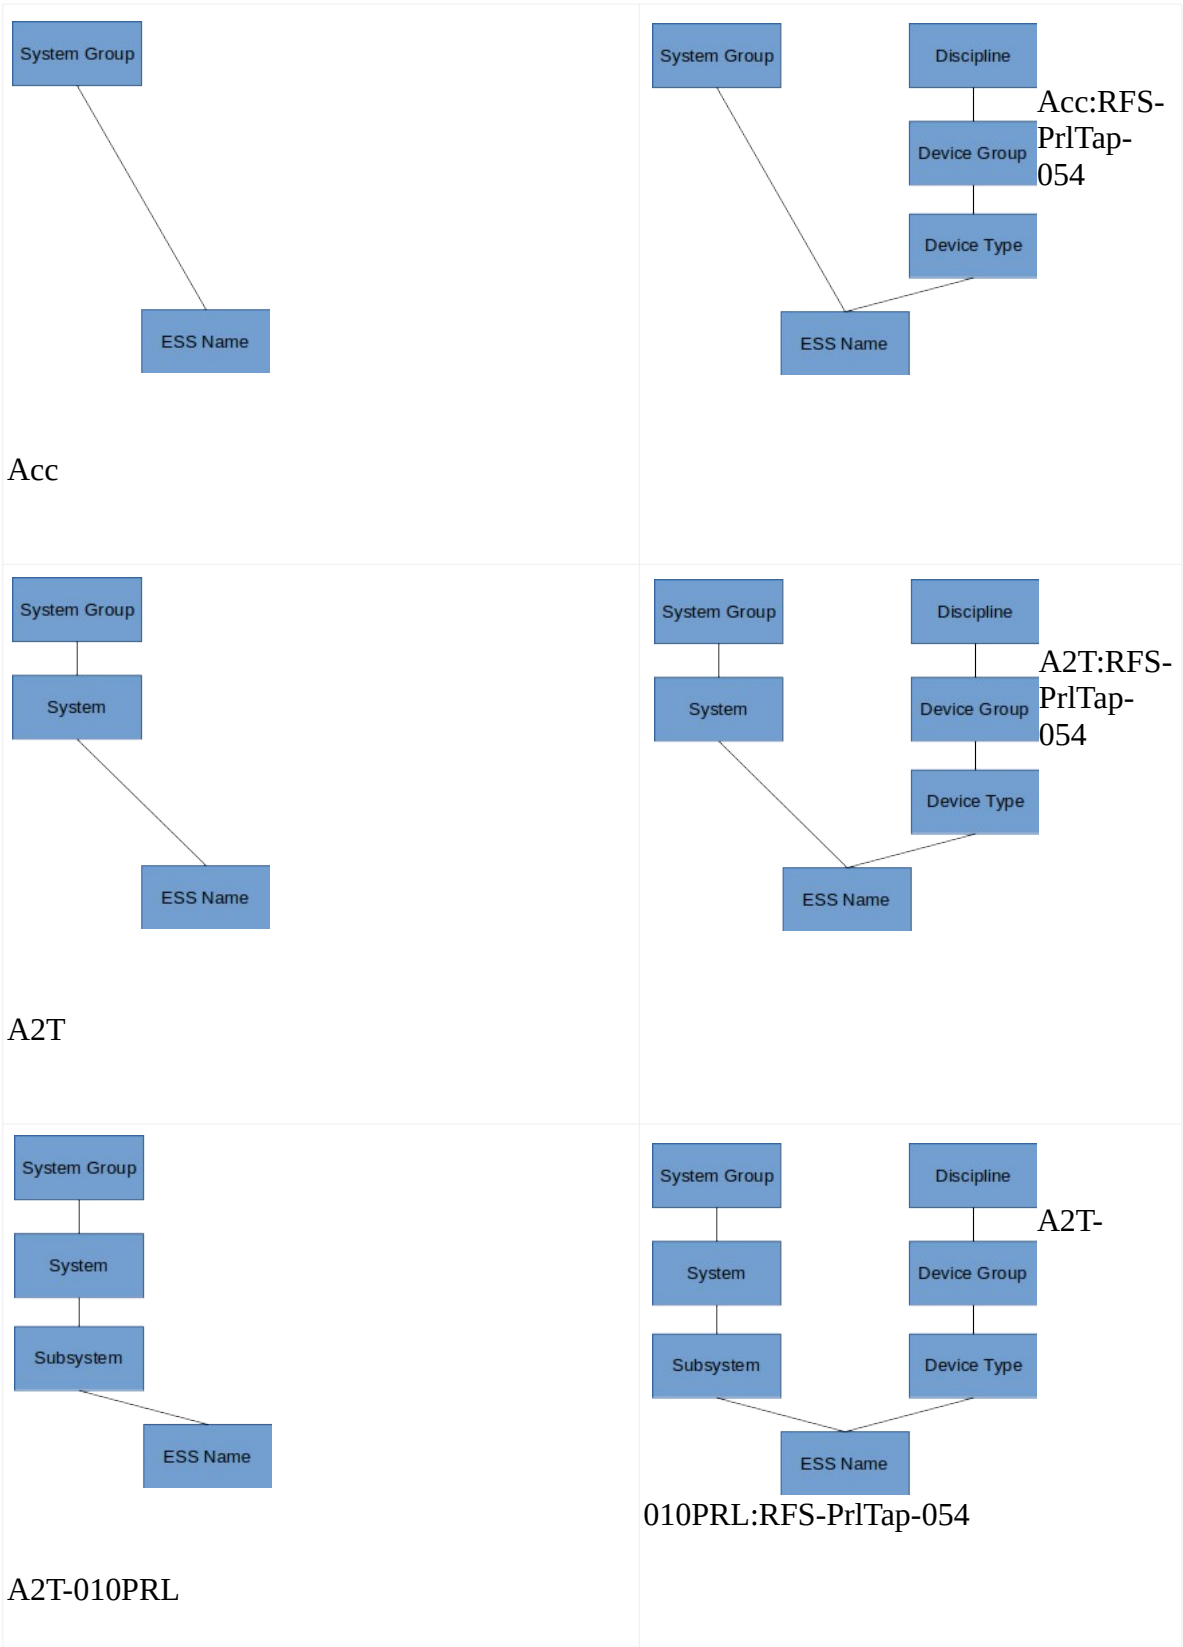 System Group
ESS Name
Acc
System Group
Discipline
Device Group
Device Type
ESS Name
Acc:RFS-
PrlTap-
054
System Group
System
ESS Name
A2T
System Group
Discipline
System
Device Group
Device Type
ESS Name
A2T:RFS-
PrlTap-
054
System Group
System
Subsystem
ESS Name
A2T-010PRL
System Group
Discipline
System
Device Group
Subsystem
Device Type
ESS Name
A2T-
010PRL:RFS-PrlTap-054